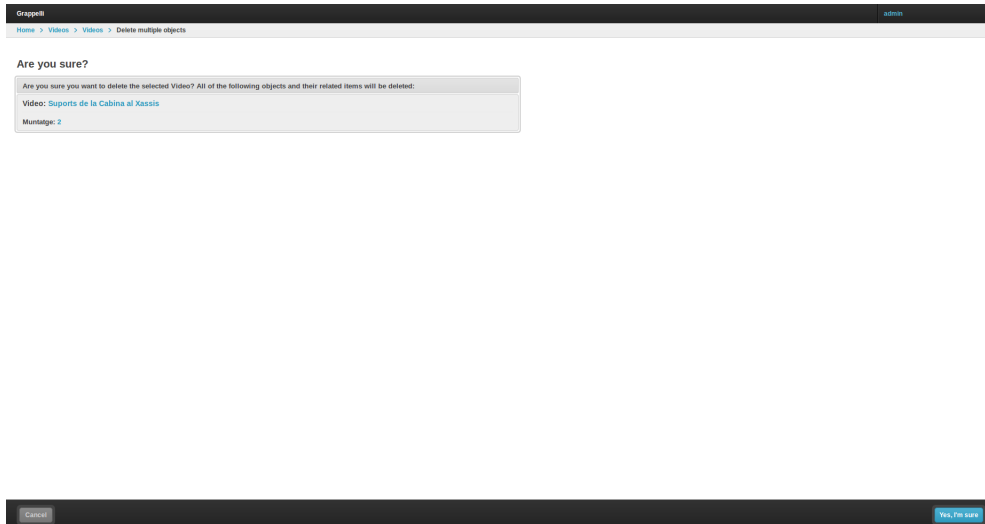 Grappelli
admin
Home > Videos > Videos > Delete multiple objects
Are you sure?
Are you sure you want to delete the selected Video? All of the following objects and their related items will be deleted:
Video: Suports de la Cabina al Xassis
Muntatge: 2
Cancel
Yes, I'm sure